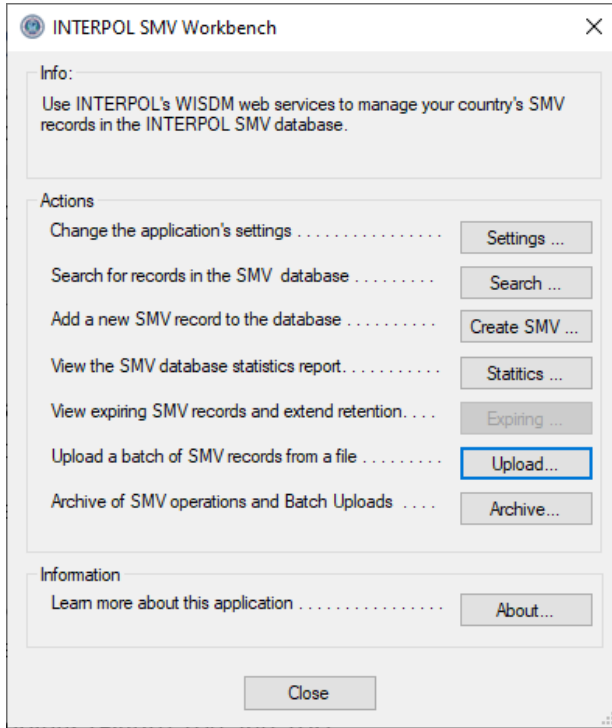 INTERPOL SMV Workbench
Info:
Use INTERPOL's WISDM web services to manage your country's SMV
records in the INTERPOL SMV database.
Actions
Change the application's settings . . . . . . . . . . . . . . . . Settings ...
Search for records in the SMV database . . . . . . . . . Search ...
Add a new SMV record to the database . . . . . . . . . . Create SMV ...
View the SMV database statistics report. . . . . . . . . . . Statitics ...
View expiring SMV records and extend retention. . . . Expiring ...
Upload a batch of SMV records from a file . . . . . . . . . Upload...
Archive of SMV operations and Batch Uploads . . . . Archive...
Information
Learn more about this application . . . . . . . . . . . . . . . . About...
Close